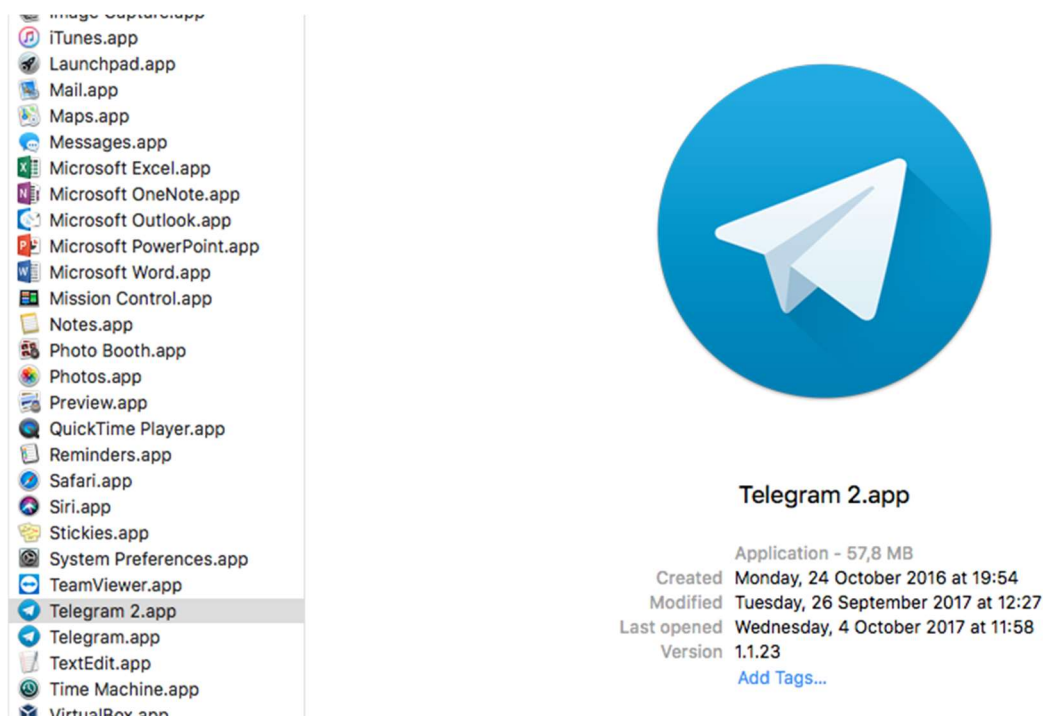 Image Capture.app
iTunes.app
Launchpad.app
Mail.app
Maps.app
Messages.app
Microsoft Excel.app
Microsoft OneNote.app
Microsoft Outlook.app
Microsoft PowerPoint.app
Microsoft Word.app
Mission Control.app
Notes.app
Photo Booth.app
Photos.app
Preview.app
QuickTime Player.app
Reminders.app
Safari.app
Siri.app
Stickies.app
System Preferences.app
TeamViewer.app
Telegram 2.app
Telegram.app
TextEdit.app
Time Machine.app
VirtualBox.app
Telegram 2.app
Application - 57,8 MB
Created Monday, 24 October 2016 at 19:54
Modified Tuesday, 26 September 2017 at 12:27
Last opened Wednesday, 4 October 2017 at 11:58
Version 1.1.23
Add Tags...